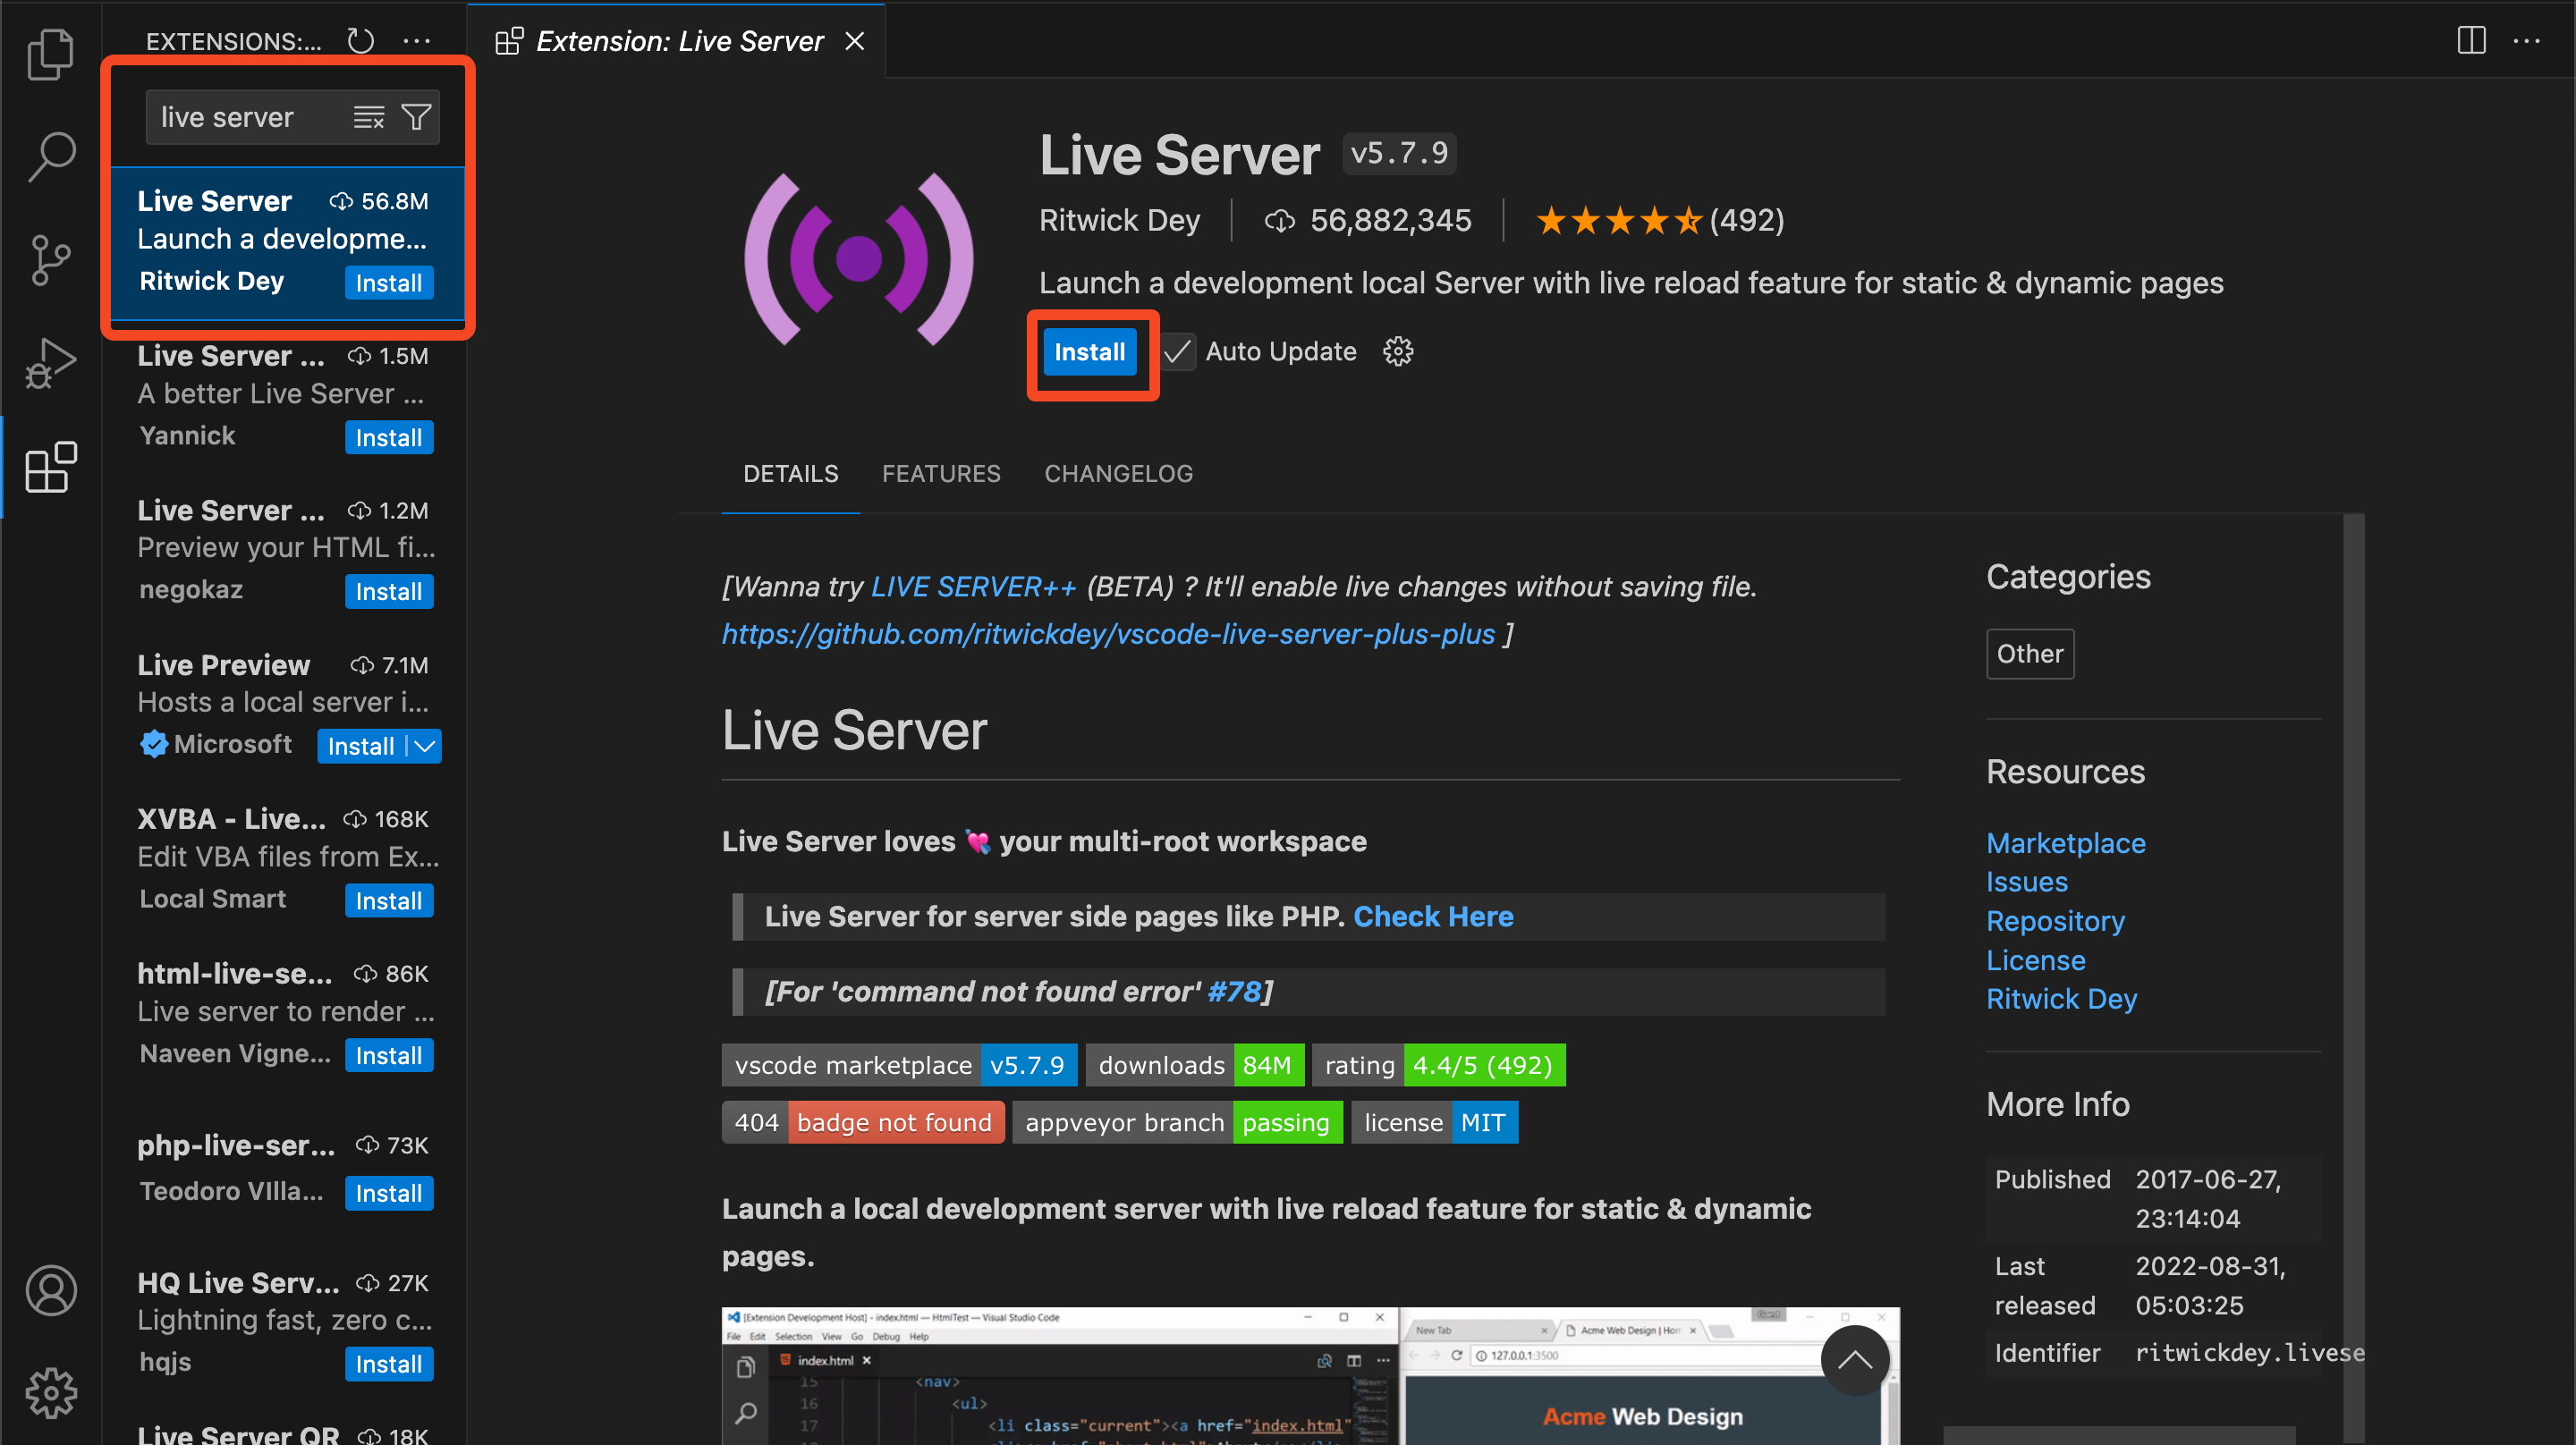 EXTENSIONS:...
live server
Live Server 56.8M
Launch a developme...
Ritwick Dey Install
Live Server ... 1.5M
A better Live Server ...
Yannick Install
Live Server ... 1.2M
Preview your HTML fi...
negokaz Install
Live Preview 7.1M
Hosts a local server i...
Microsoft Install
XVBA - Live... 168K
Edit VBA files from Ex...
Local Smart Install
html-live-se... 86K
Live server to render ...
Naveen Vigne... Install
php-live-ser... 73K
Teodoro VIlla... Install
HQ Live Serv... 27K
Lightning fast, zero c...
hqjs Install
Live Server QR 18K
Extension: Live Server
Live Server v5.7.9
Ritwick Dey 56,882,345 (492)
Launch a development local Server with live reload feature for static & dynamic pages
Install Auto Update
DETAILS FEATURES CHANGELOG
[Wanna try LIVE SERVER++ (BETA) ? It'll enable live changes without saving file.
https://github.com/ritwickdey/vscode-live-server-plus-plus ]
Live Server
Live Server loves 💘 your multi-root workspace
Live Server for server side pages like PHP. Check Here
[For 'command not found error' #78]
vscode marketplace v5.7.9 downloads 84M rating 4.4/5 (492)
404 badge not found appveyor branch passing license MIT
Launch a local development server with live reload feature for static & dynamic
pages.
[Extension Development Host] - index.html — HtmlTest — Visual Studio Code
File Edit Selection View Go Debug Help
index.html
15 <nav>
16 <ul>
17 <li class="current"><a href="index.html"
New Tab
Acme Web Design | Hom
127.0.0.1:3500
Acme Web Design
Categories
Other
Resources
Marketplace
Issues
Repository
License
Ritwick Dey
More Info
Published 2017-06-27,
23:14:04
Last 2022-08-31,
released 05:03:25
Identifier ritwickdey.livese